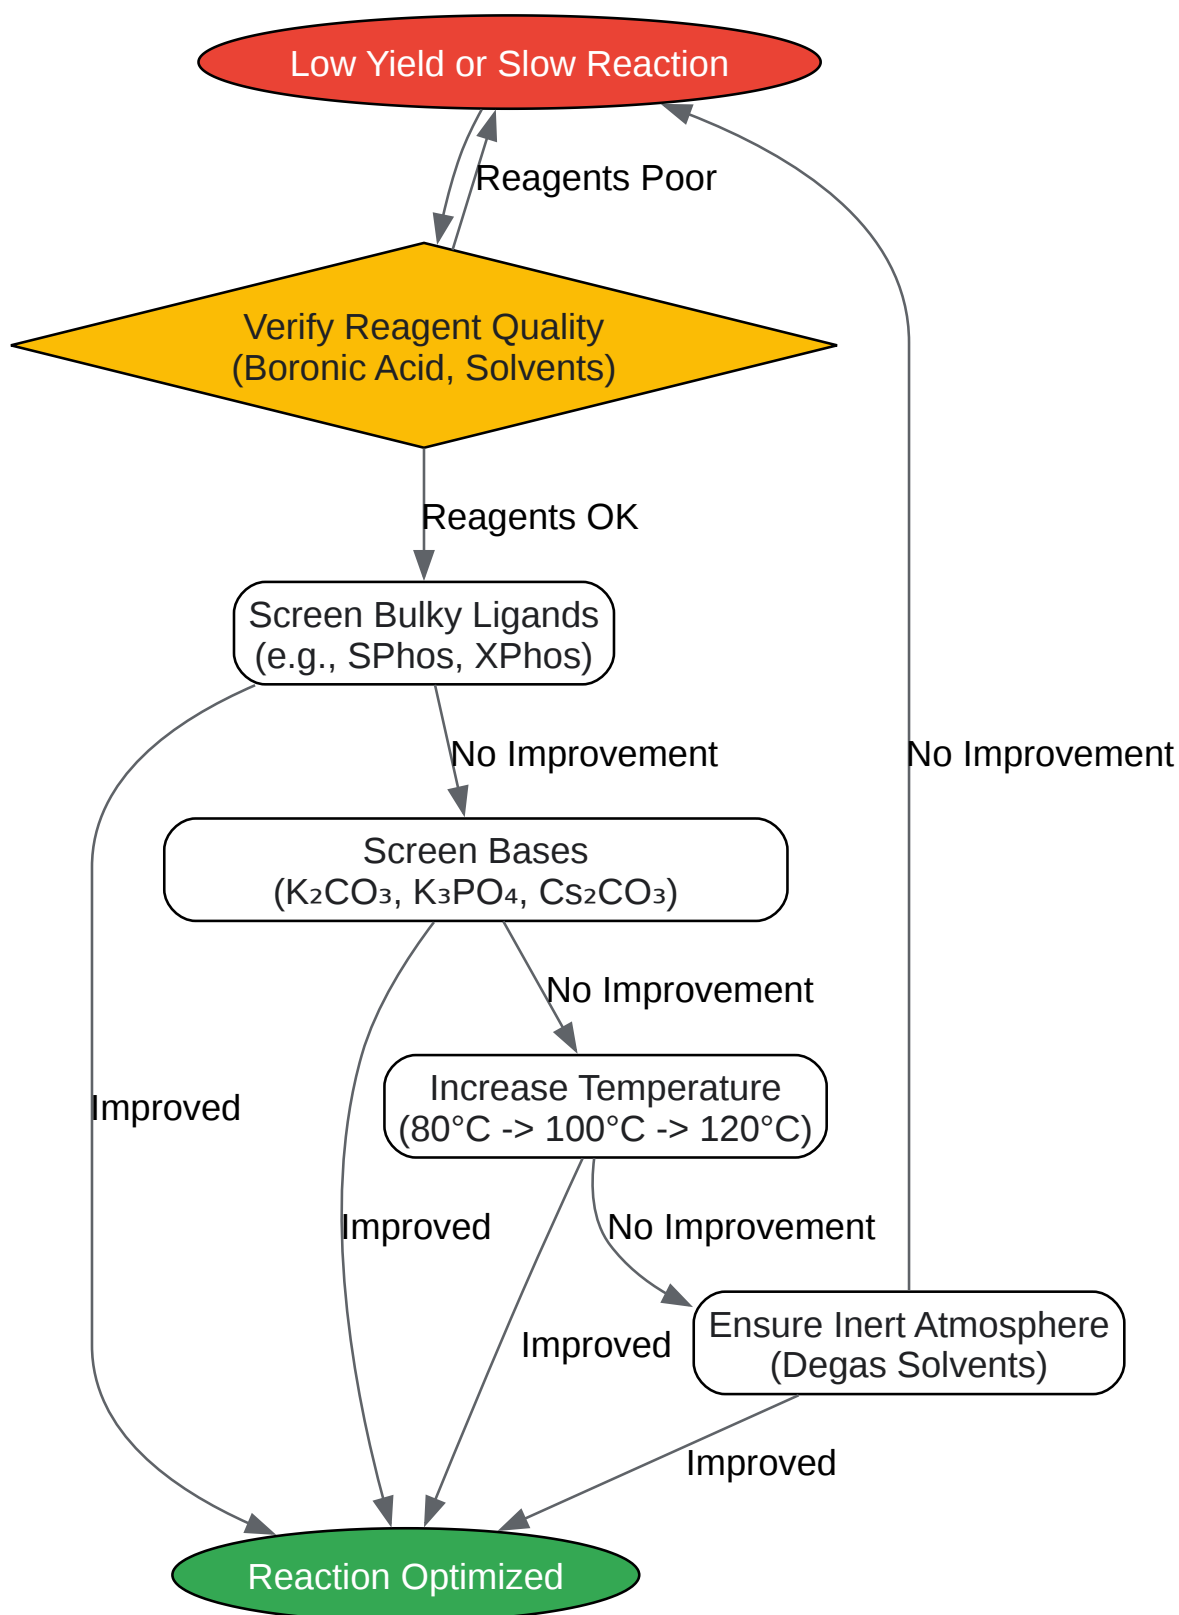 Low Yield or Slow Reaction
Reagents Poor
Verify Reagent Quality
(Boronic Acid, Solvents)
Reagents OK
Screen Bulky Ligands
(e.g., SPhos, XPhos)
No Improvement
No Improvement
Screen Bases
(K₂CO₃, K₃PO₄, Cs₂CO₃)
No Improvement
Increase Temperature
(80°C -> 100°C -> 120°C)
Improved
Improved
No Improvement
Ensure Inert Atmosphere
(Degas Solvents)
Improved
Improved
Reaction Optimized